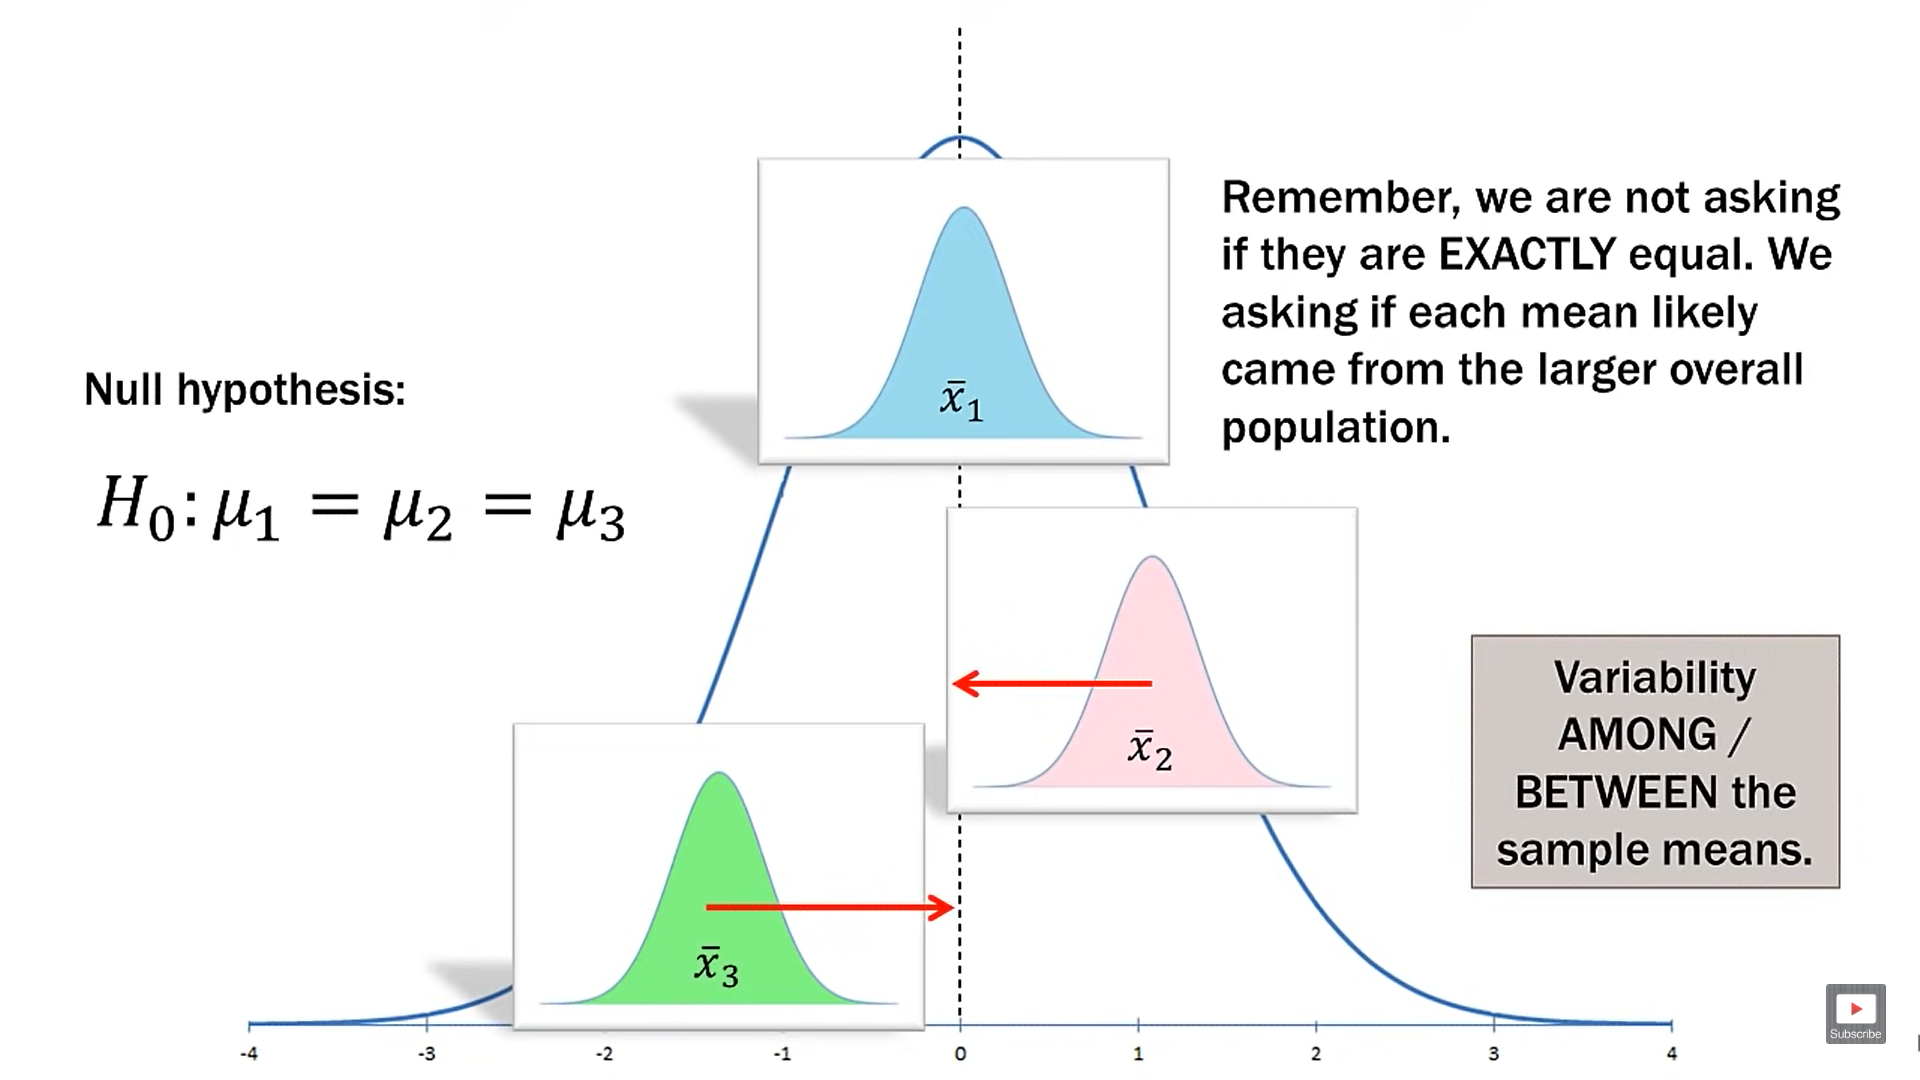 Remember, we are not asking
if they are EXACTLY equal. We
asking if each mean likely
came from the larger overall
population.
Null hypothesis:
H₀: μ₁ = μ₂ = μ₃
x̄₁
x̄₂
x̄₃
Variability
AMONG /
BETWEEN the
sample means.
Subscribe
-4 -3 -2 -1 0 1 2 3 4